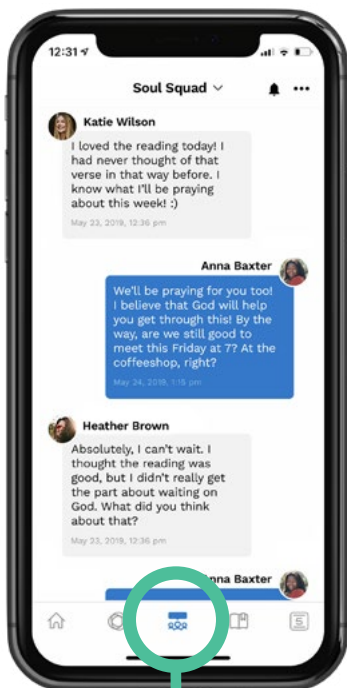 12:31
Soul Squad
Katie Wilson
I loved the reading today! I
had never thought of that
verse in that way before. I
know what I'll be praying
about this week! :)
May 23, 2019, 12:36 pm
Anna Baxter
We'll be praying for you too!
I believe that God will help
you get through this! By the
way, are we still good to
meet this Friday at 7? At the
coffeeshop, right?
May 24, 2019, 1:15 pm
Heather Brown
Absolutely, I can't wait. I
thought the reading was
good, but I didn't really get
the part about waiting on
God. What did you think
about that?
May 23, 2019, 12:36 pm
nna Baxter
S